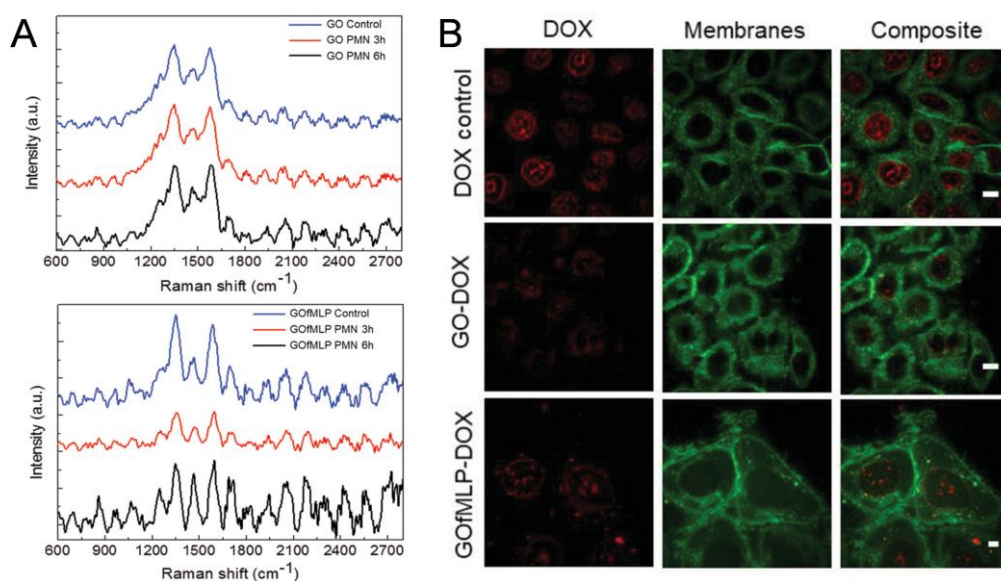 A
GO Control
GO PMN 3h
GO PMN 6h
Intensity (a.u.)
600 900 1200 1500 1800 2100 2400 2700
Raman shift (cm⁻¹)
GOfMLP Control
GOfMLP PMN 3h
GOfMLP PMN 6h
Intensity (a.u.)
600 900 1200 1500 1800 2100 2400 2700
Raman shift (cm⁻¹)
B
DOX Membranes Composite
DOX control
GO-DOX
GOfMLP-DOX